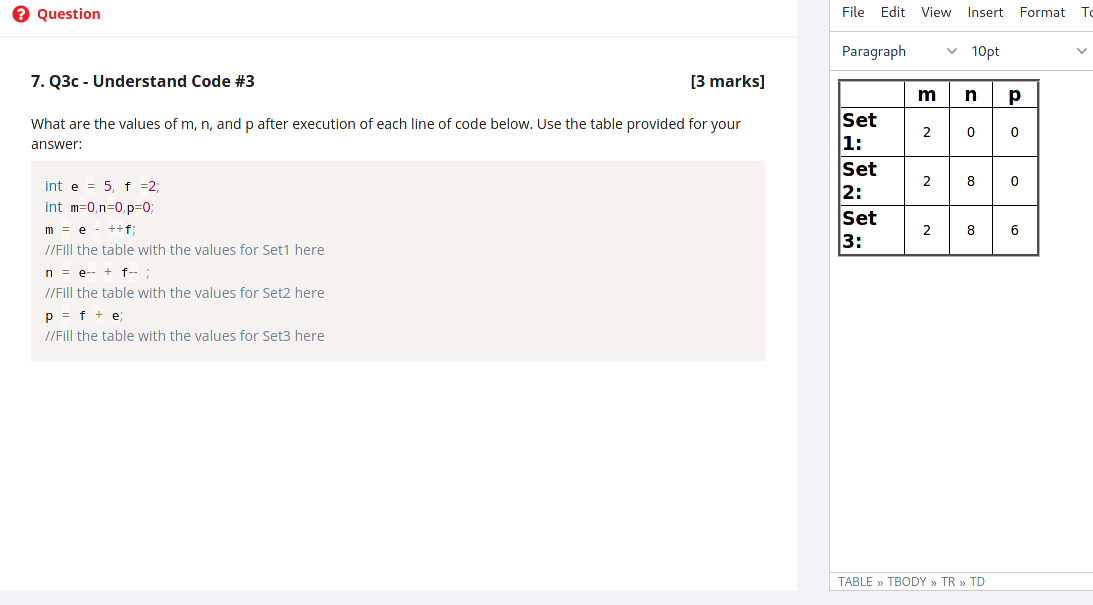 Question
File Edit View Insert Format
Paragraph 10pt
7. Q3c - Understand Code #3 [3 marks]
What are the values of m, n, and p after execution of each line of code below. Use the table provided for your
answer:
int e = 5, f =2;
int m=0,n=0,p=0;
m = e - ++f;
//Fill the table with the values for Set1 here
n = e-- + f-- ;
//Fill the table with the values for Set2 here
p = f + e;
//Fill the table with the values for Set3 here
m n p
Set 1: 2 0 0
Set 2: 2 8 0
Set 3: 2 8 6
TABLE » TBODY » TR » TD